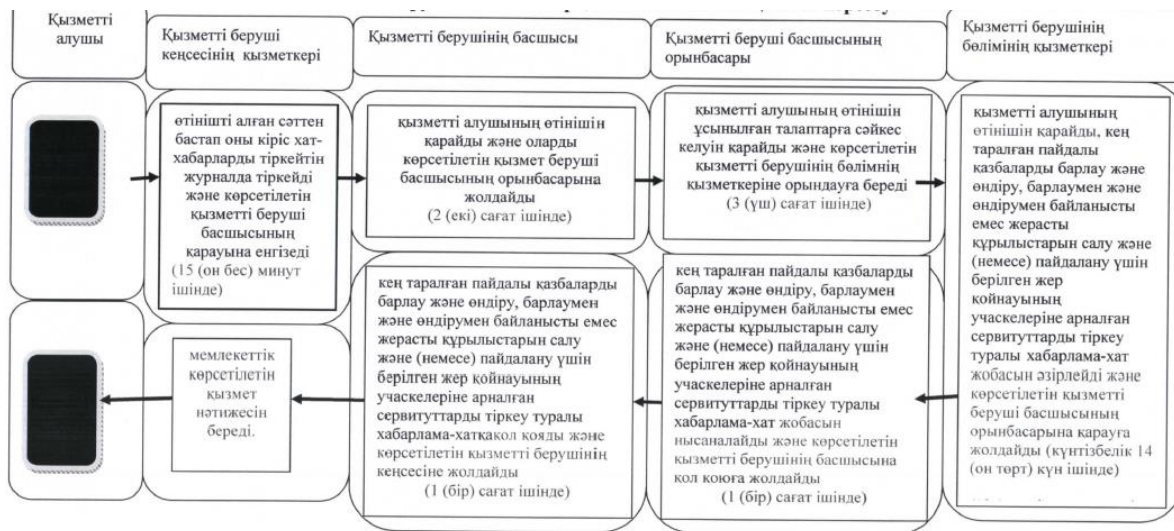 Қызметті
алушы
Қызметті беруші
кеңсесінің қызметкері
Қызметті берушінің басшысы
Қызметті беруші басшысының
орынбасары
Қызметті берушінің
бөлімінің қызметкері
өтінішті алған сәттен
бастап оны кіріс хат-
хабарларды тіркейтін
журналда тіркейді
және көрсетілетін
қызметті беруші
басшысының
қарауына енгізеді
(15 (он бес) минут
ішінде)
қызметті алушының өтінішін
қарайды және оларды
көрсетілетін қызмет беруші
басшысының орынбасарына
жолдайды
(2 (екі) сағат ішінде)
қызметті алушының өтінішін
ұсынылған талаптарға сәйкес
келуін қарайды және көрсетілетін
қызметті берушінің бөлімнің
қызметкеріне орындауға береді
(3 (үш) сағат ішінде)
қызметті алушының
өтінішін қарайды, кең
таралған пайдалы
қазбаларды барлау және
өндіру, барлаумен және
өндірумен байланысты
емес жерасты
құрылыстарын салу және
(немесе) пайдалану үшін
берілген жер
қойнауының
учаскелеріне арналған
сервитуттарды тіркеу
туралы хабарлама-хат
жобасын әзірлейді және
көрсетілетін қызметті
беруші басшысының
орынбасарына қарауға
жолдайды (күнтізбелік 14
(он төрт) күн ішінде)
кең таралған пайдалы қазбаларды
барлау және өндіру, барлаумен
және өндірумен байланысты емес
жерасты құрылыстарын салу
және (немесе) пайдалану үшін
берілген жер қойнауының
учаскелеріне арналған
сервитуттарды тіркеу туралы
хабарлама-хатқақол қояды және
көрсетілетін қызметті берушінің
кеңсесіне жолдайды
(1 (бір) сағат ішінде)
кең таралған пайдалы қазбаларды
барлау және өндіру, барлаумен
және өндірумен байланысты емес
жерасты құрылыстарын салу
және (немесе) пайдалану үшін
берілген жер қойнауының
учаскелеріне арналған
сервитуттарды тіркеу туралы
хабарлама-хат жобасын
нысаналайды және көрсетілетін
қызметті берушінің басшысына
қол қоюға жолдайды
(1 (бір) сағат ішінде)
мемлекеттік
көрсетілетін
қызмет
нәтижесін
береді.